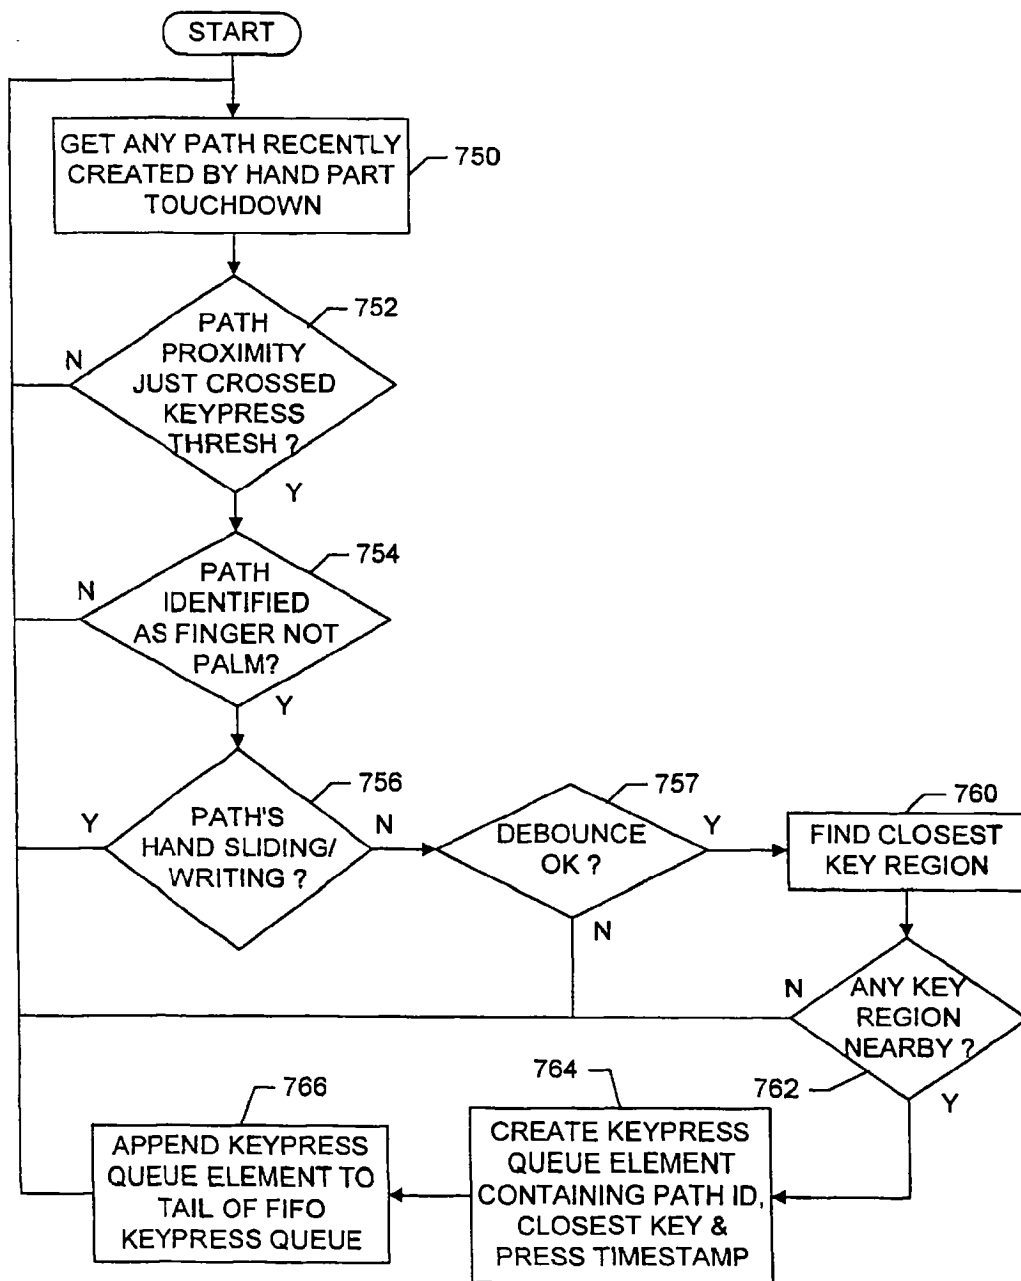 START
GET ANY PATH RECENTLY
CREATED BY HAND PART
TOUCHDOWN
750
PATH
PROXIMITY
JUST CROSSED
KEYPRESS
THRESH ?
752
N
Y
PATH
IDENTIFIED
AS FINGER NOT
PALM?
754
N
Y
PATH'S
HAND SLIDING/
WRITING ?
756
Y
N
DEBOUNCE
OK ?
757
Y
N
FIND CLOSEST
KEY REGION
760
ANY KEY
REGION
NEARBY ?
762
N
Y
CREATE KEYPRESS
QUEUE ELEMENT
CONTAINING PATH ID,
CLOSEST KEY &
PRESS TIMESTAMP
764
APPEND KEYPRESS
QUEUE ELEMENT TO
TAIL OF FIFO
KEYPRESS QUEUE
766